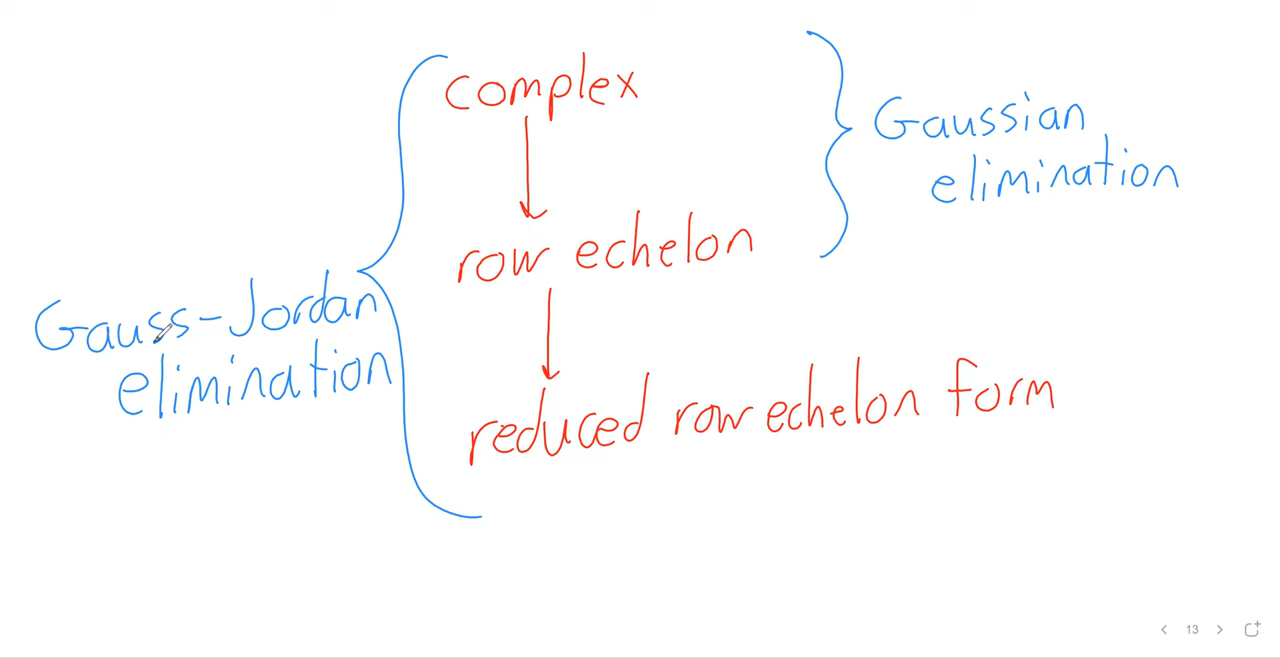 complex
Gaussian
elimination
row echelon
Gauss-Jordan
elimination
reduced row echelon form
13